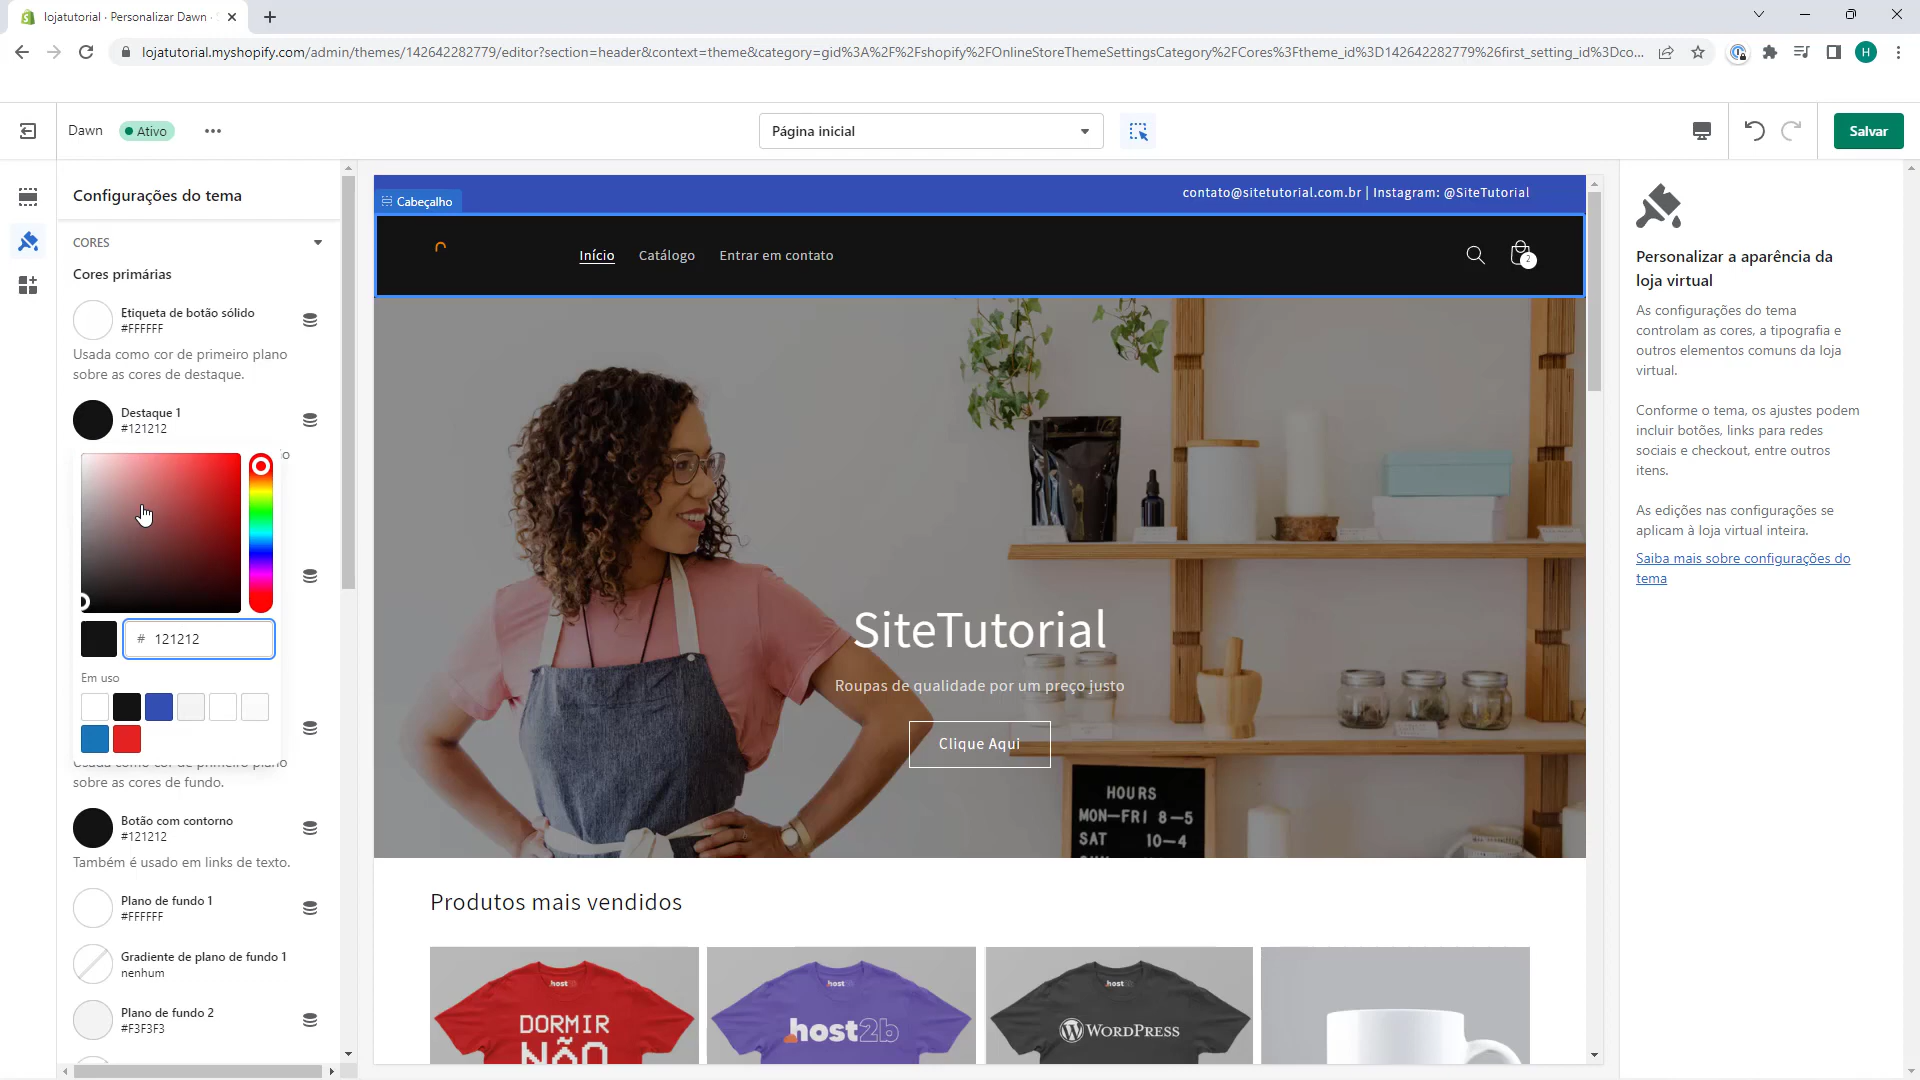 lojatutorial · Personalizar Dawn ·
lojatutorial.myshopify.com/admin/themes/142642282779/editor?section=header&context=theme&category=gid%3A%2F%2Fshopify%2FOnlineStoreThemeSettingsCategory%2FCores%3Ftheme_id%3D142642282779%26first_setting_id%3Dco...
H
Dawn
Ativo
Página inicial
Salvar
Configurações do tema
CORES
Cores primárias
Etiqueta de botão sólido
#FFFFFF
Usada como cor de primeiro plano
sobre as cores de destaque.
Destaque 1
#121212
o
# 121212
Em uso
Usada como cor de primeiro plano
sobre as cores de fundo.
Botão com contorno
#121212
Também é usado em links de texto.
Plano de fundo 1
#FFFFFF
Gradiente de plano de fundo 1
nenhum
Plano de fundo 2
#F3F3F3
contato@sitetutorial.com.br | Instagram: @SiteTutorial
Cabeçalho
Início
Catálogo
Entrar em contato
2
SiteTutorial
Roupas de qualidade por um preço justo
Clique Aqui
HOURS
MON-FRI 8-5
SAT 10-4
Produtos mais vendidos
host
DORMIR
NÃO
host
host2b
host
WORDPRESS
Personalizar a aparência da
loja virtual
As configurações do tema
controlam as cores, a tipografia e
outros elementos comuns da loja
virtual.
Conforme o tema, os ajustes podem
incluir botões, links para redes
sociais e checkout, entre outros
itens.
As edições nas configurações se
aplicam à loja virtual inteira.
Saiba mais sobre configurações do
tema